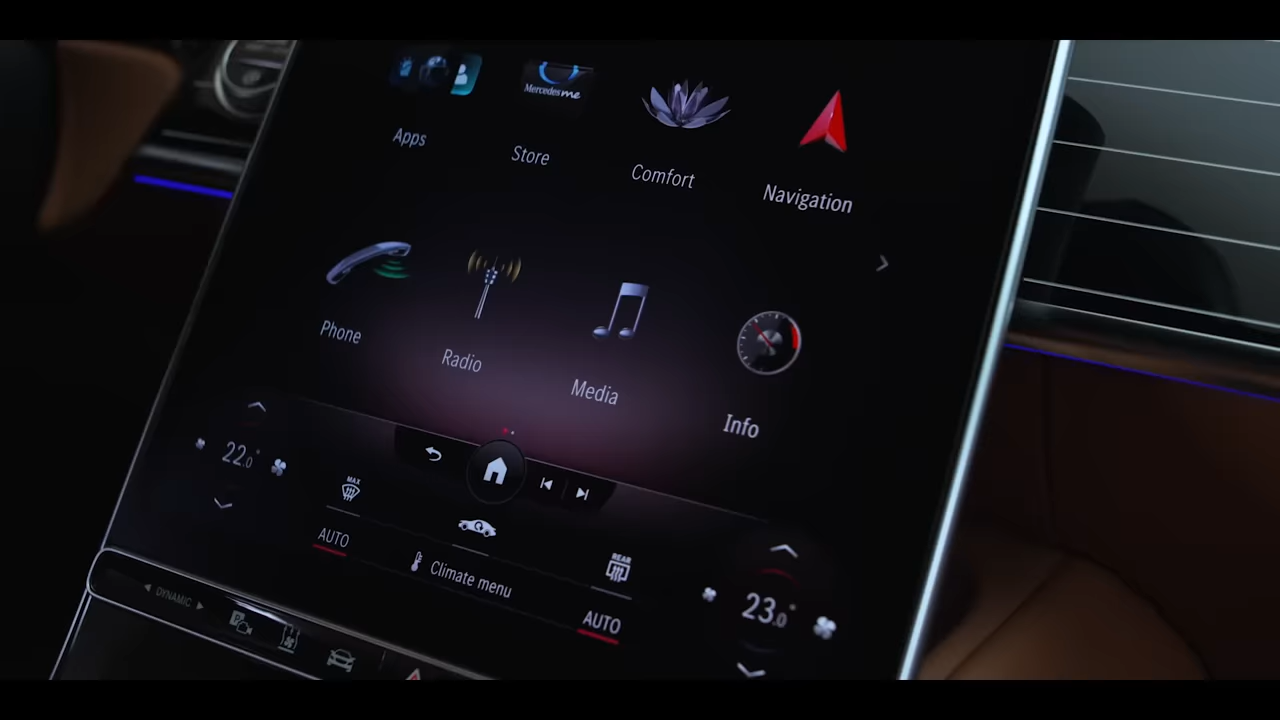 Mercedes me
Apps
Store
Comfort
Navigation
Phone
Radio
Media
Info
22.0°
MAX
AUTO
Climate menu
REAR
AUTO
23.0°
DYNAMIC
P